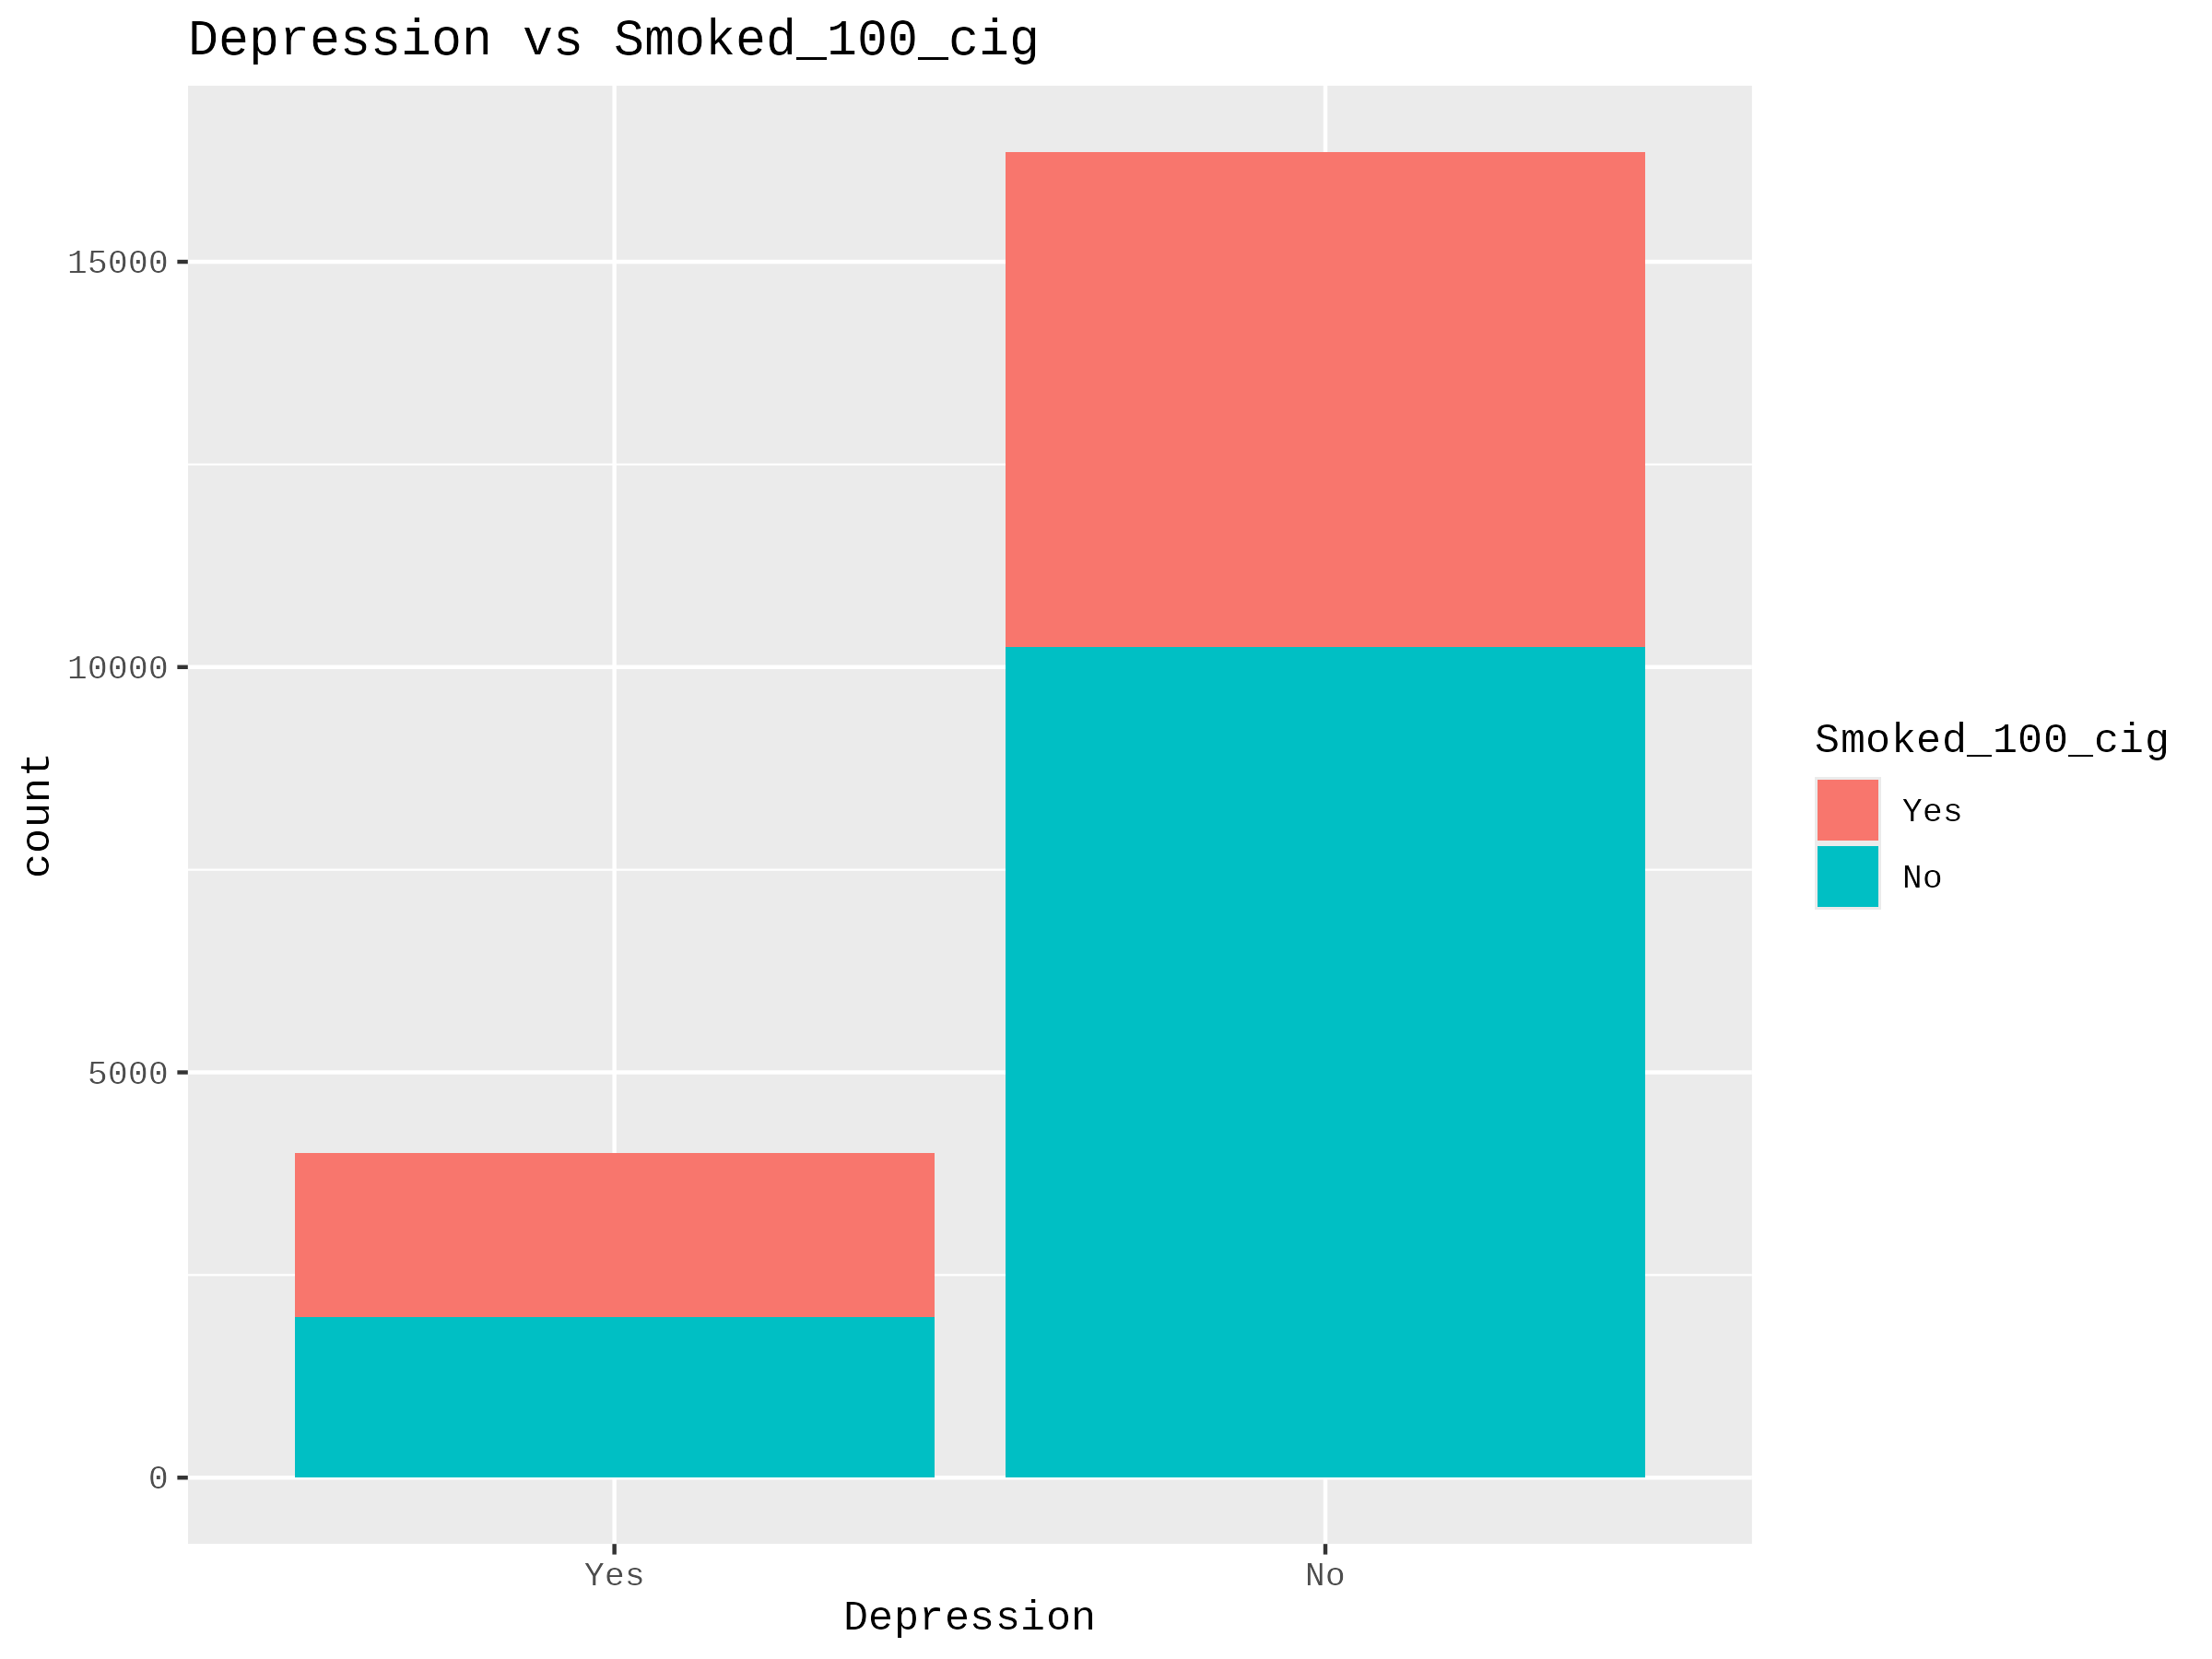 Depression vs Smoked_100_cig
15000
10000
5000
0
count
Yes
No
Depression
Smoked_100_cig
Yes
No